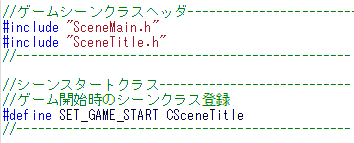 //ゲームシーンクラスヘッダ------------------
#include "SceneMain.h"
#include "SceneTitle.h"
//------------------------------------------
//シーンスタートクラス----------------------
//ゲーム開始時のシーンクラス登録
#define SET_GAME_START CSceneTitle
//------------------------------------------